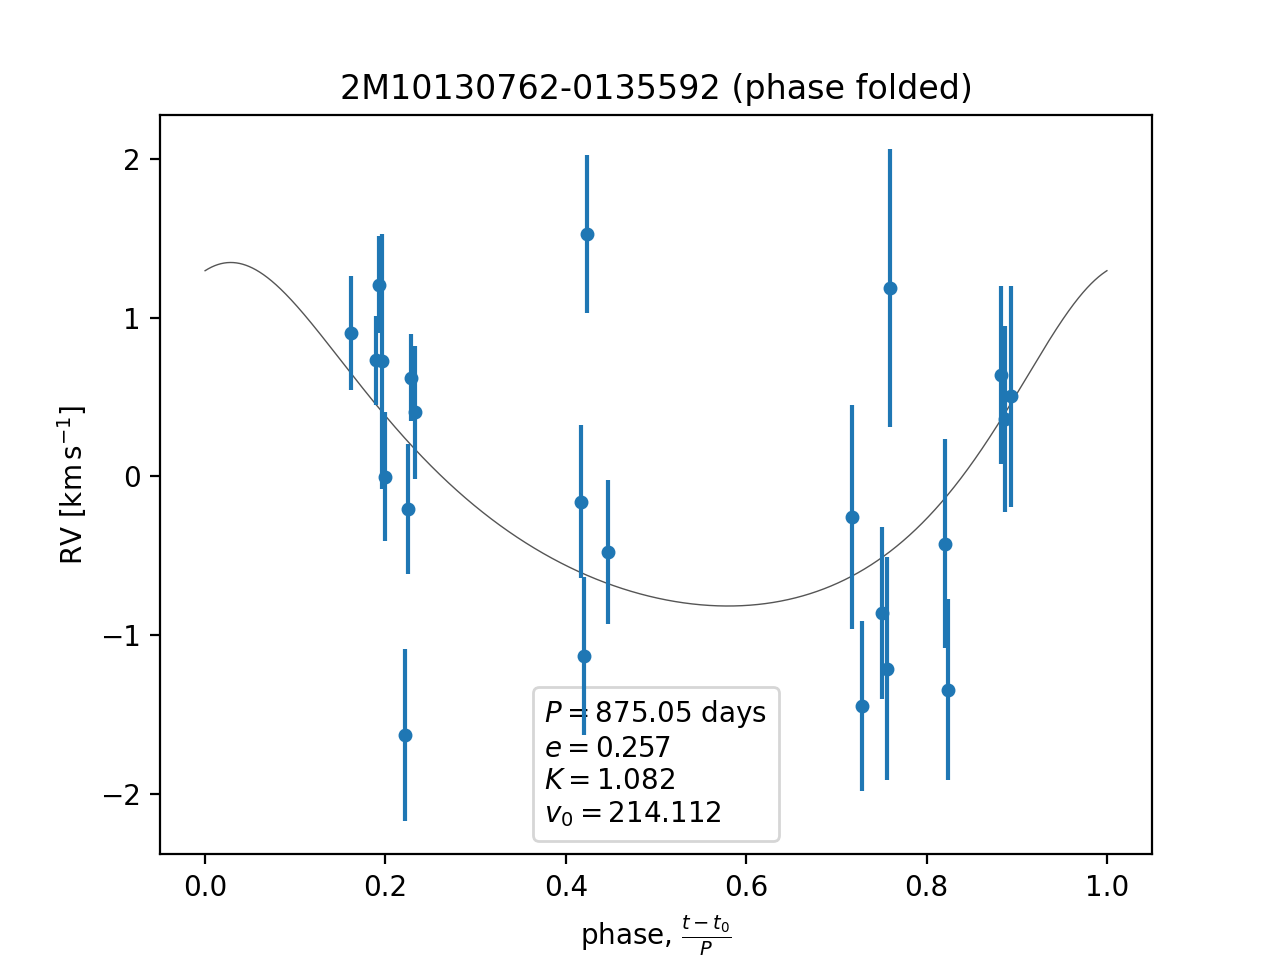 2M10130762-0135592 (phase folded)
2
1
0
−1
−2
RV [km s⁻¹]
P = 875.05 days
e = 0.257
K = 1.082
v₀ = 214.112
0.0 0.2 0.4 0.6 0.8 1.0
phase, (t − t₀)/P